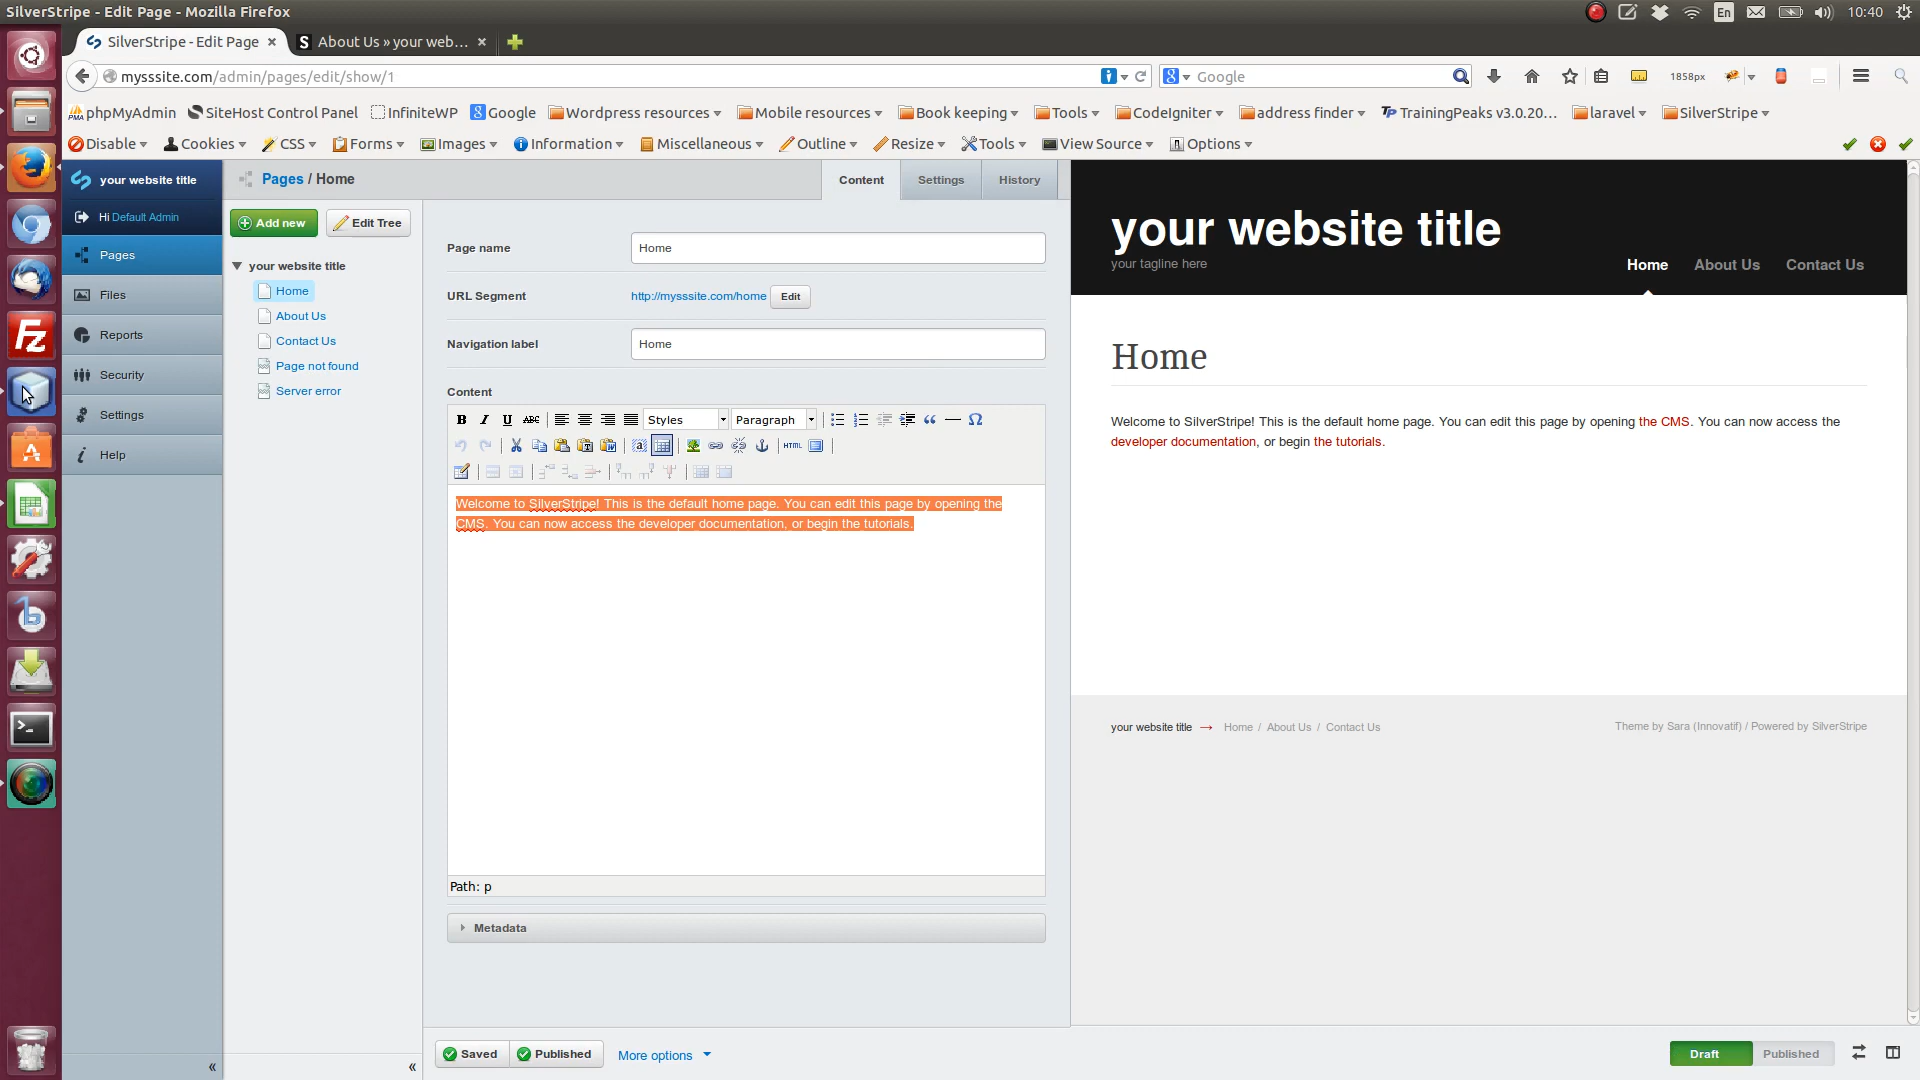 SilverStripe - Edit Page - Mozilla Firefox
En
10:40
SilverStripe - Edit Page
About Us » your web...
mysssite.com/admin/pages/edit/show/1
Google
1858px
phpMyAdmin
SiteHost Control Panel
InfiniteWP
Google
Wordpress resources
Mobile resources
Book keeping
Tools
CodeIgniter
address finder
TrainingPeaks v3.0.20...
laravel
SilverStripe
Disable
Cookies
CSS
Forms
Images
Information
Miscellaneous
Outline
Resize
Tools
View Source
Options
your website title
Hi Default Admin
Pages
Files
Reports
Security
Settings
Help
Pages / Home
Content
Settings
History
Add new
Edit Tree
your website title
Home
About Us
Contact Us
Page not found
Server error
Page name
Home
URL Segment
http://mysssite.com/home
Edit
Navigation label
Home
Content
B I U ABC
Styles
Paragraph
HTML
Welcome to SilverStripe! This is the default home page. You can edit this page by opening the
CMS. You can now access the developer documentation, or begin the tutorials.
Path: p
Metadata
Saved
Published
More options
your website title
your tagline here
Home
About Us
Contact Us
Home
Welcome to SilverStripe! This is the default home page. You can edit this page by opening the CMS. You can now access the
developer documentation, or begin the tutorials.
your website title → Home / About Us / Contact Us
Theme by Sara (Innovatif) / Powered by SilverStripe
Draft
Published